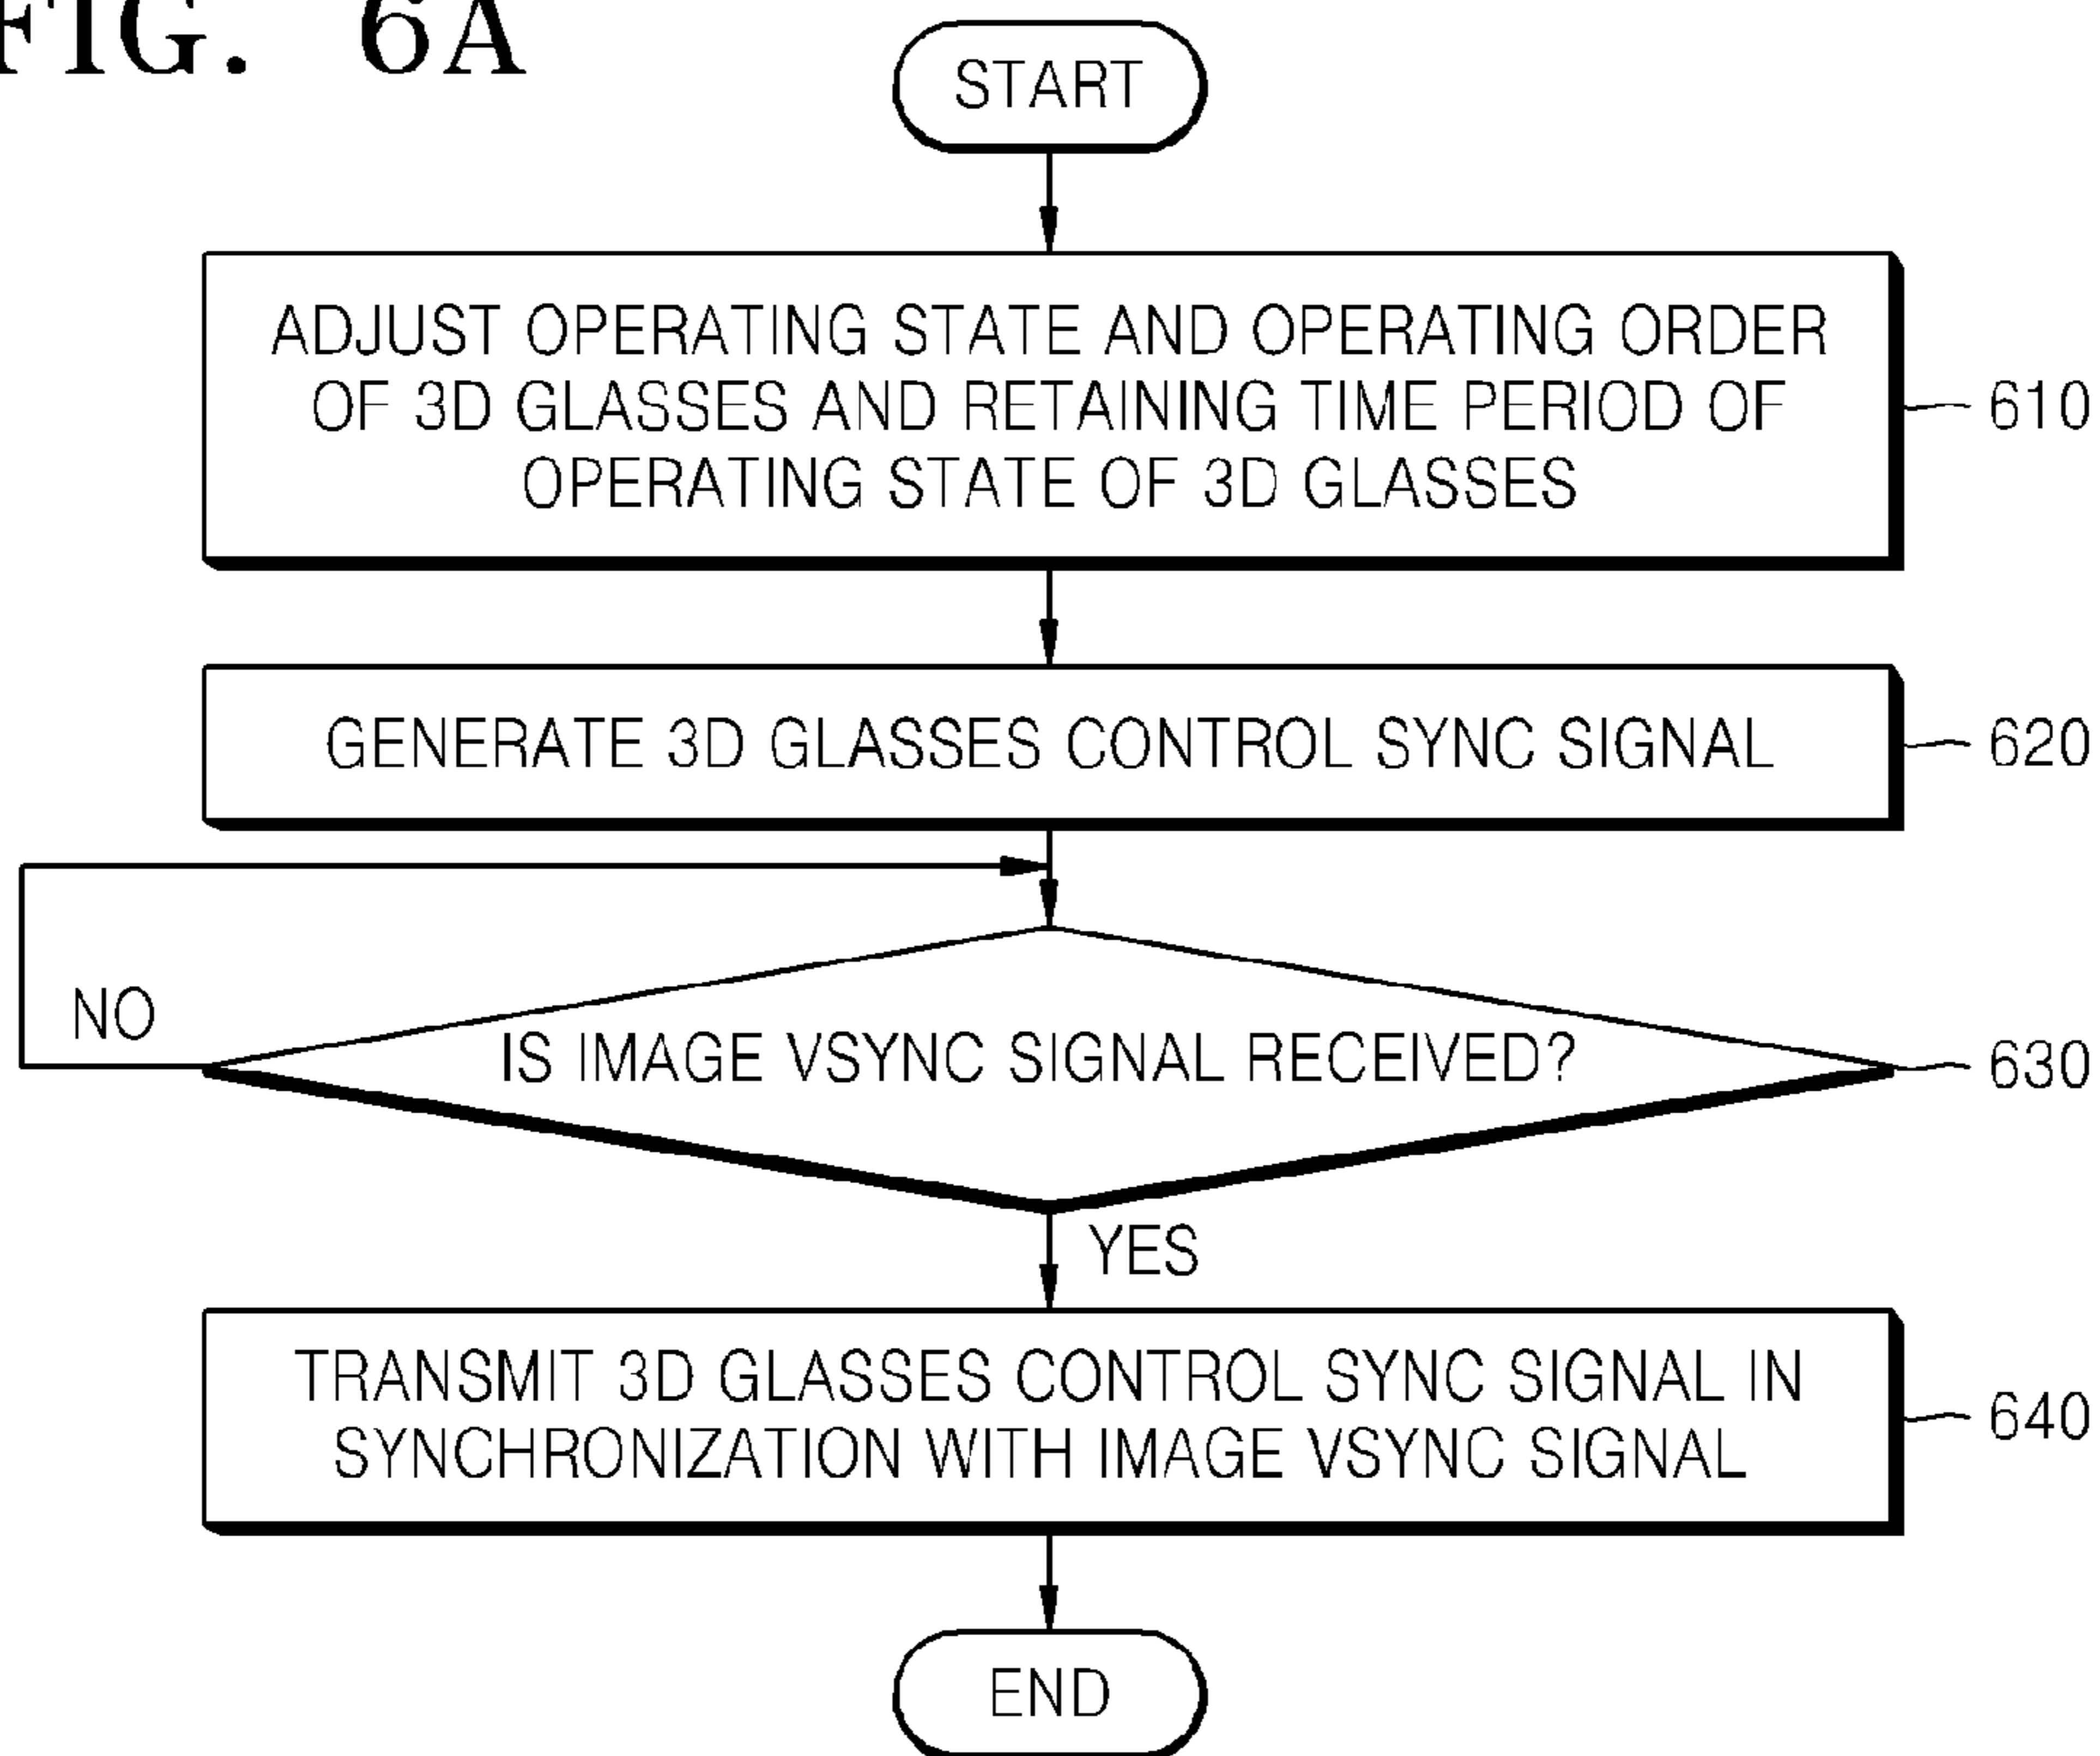 FIG. 6A
START
ADJUST OPERATING STATE AND OPERATING ORDER
OF 3D GLASSES AND RETAINING TIME PERIOD OF
OPERATING STATE OF 3D GLASSES
610
GENERATE 3D GLASSES CONTROL SYNC SIGNAL
620
NO
IS IMAGE VSYNC SIGNAL RECEIVED?
630
YES
TRANSMIT 3D GLASSES CONTROL SYNC SIGNAL IN
SYNCHRONIZATION WITH IMAGE VSYNC SIGNAL
640
END